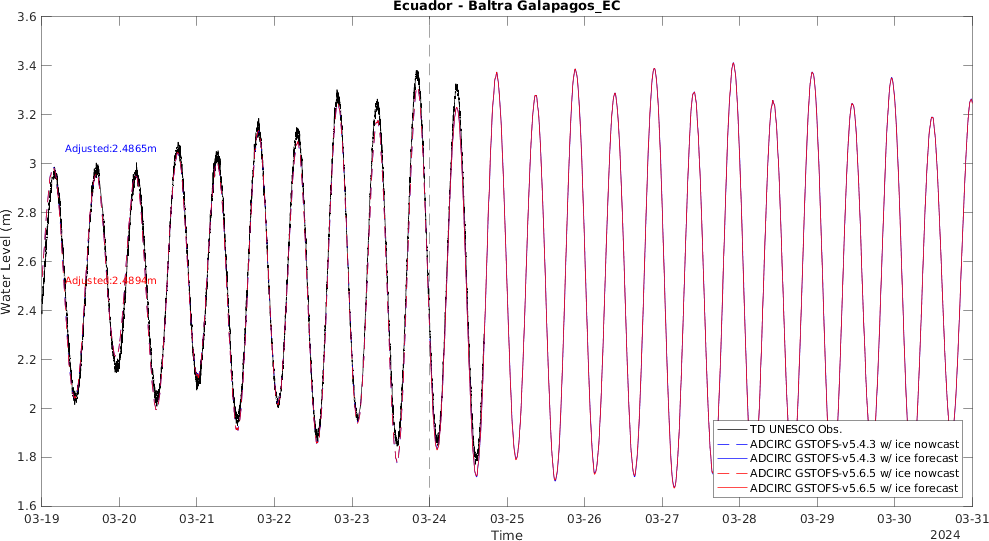 Ecuador - Baltra Galapagos_EC
3.6
3.4
3.2
3
2.8
2.6
2.4
2.2
2
1.8
1.6
Water Level (m)
Adjusted:2.4865m
Adjusted:2.4894m
TD UNESCO Obs.
ADCIRC GSTOFS-v5.4.3 w/ ice nowcast
ADCIRC GSTOFS-v5.4.3 w/ ice forecast
ADCIRC GSTOFS-v5.6.5 w/ ice nowcast
ADCIRC GSTOFS-v5.6.5 w/ ice forecast
03-19 03-20 03-21 03-22 03-23 03-24 03-25 03-26 03-27 03-28 03-29 03-30 03-31
Time
2024